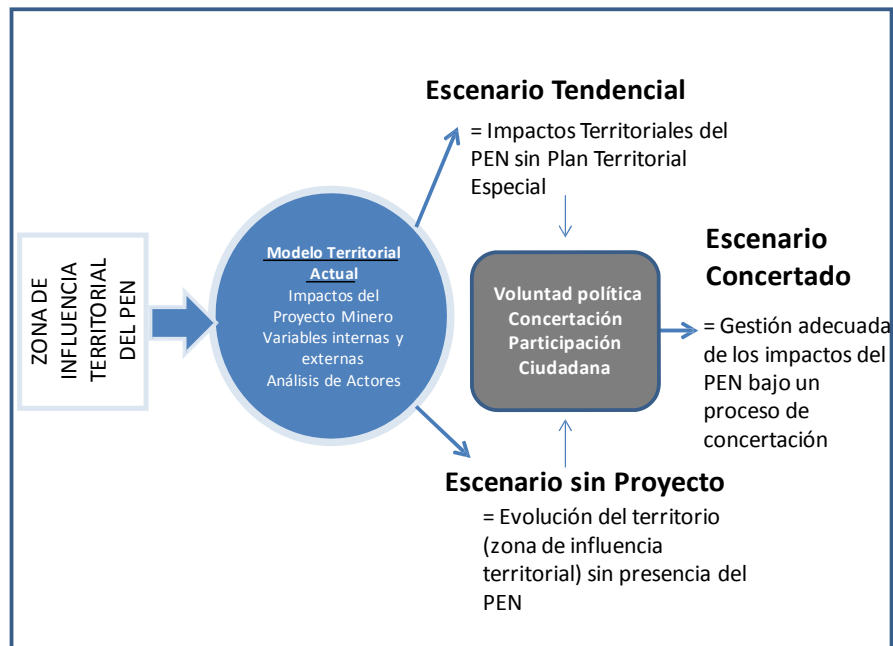 ZONA DE
INFLUENCIA
TERRITORIAL
DEL PEN
Modelo Territorial
Actual
Impactos del
Proyecto Minero
Variables internas y
externas
Análisis de Actores
Escenario Tendencial
= Impactos Territoriales del
PEN sin Plan Territorial
Especial
Voluntad política
Concertación
Participación
Ciudadana
Escenario
Concertado
= Gestión adecuada
de los impactos del
PEN bajo un
proceso de
concertación
Escenario sin Proyecto
= Evolución del territorio
(zona de influencia
territorial) sin presencia del
PEN